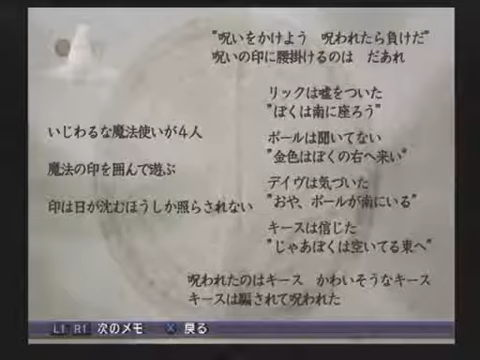 "呪いをかけよう　呪われたら負けだ"
呪いの印に腰掛けるのは　だあれ
いじわるな魔法使いが４人
魔法の印を囲んで遊ぶ
印は日が沈むほうしか照らされない
リックは嘘をついた
"ぼくは南に座ろう"
ポールは聞いてない
"金色はぼくの右へ来い"
デイヴは気づいた
"おや、ポールが南にいる"
キースは信じた
"じゃあぼくは空いてる東へ"
呪われたのはキース　かわいそうなキース
キースは騙されて呪われた
L1 R1 次のメモ　X 戻る